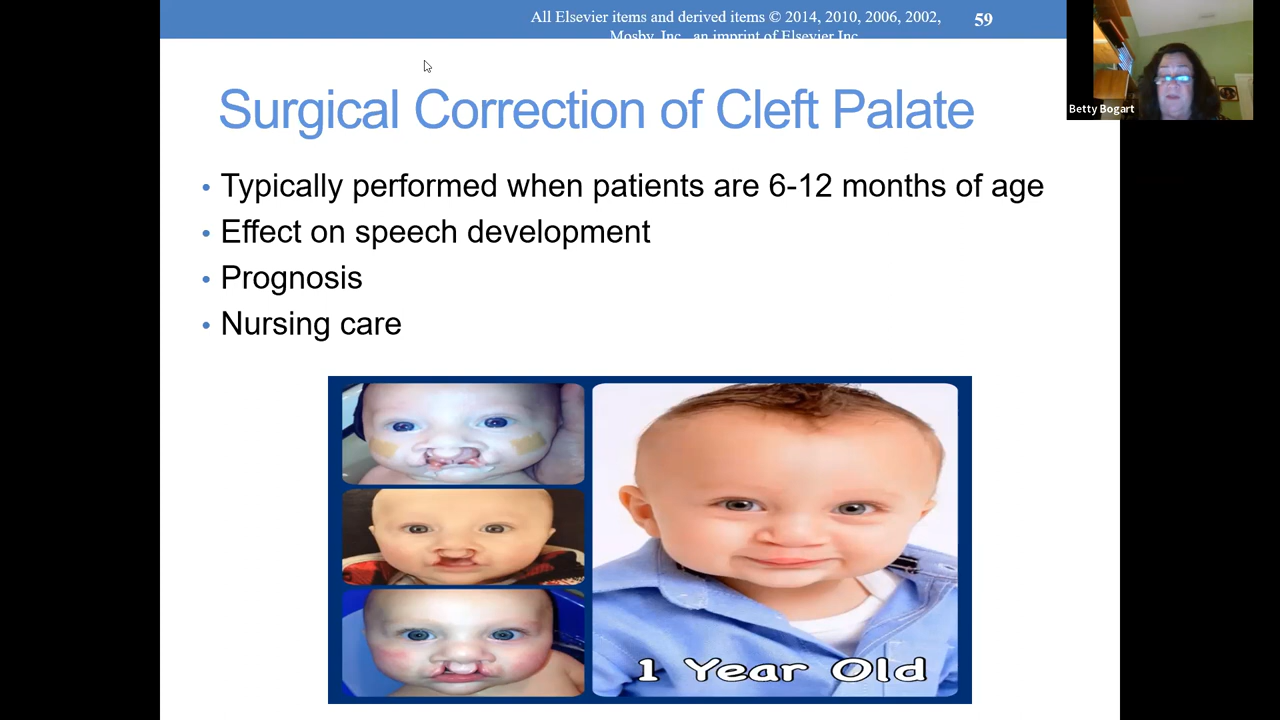 All Elsevier items and derived items © 2014, 2010, 2006, 2002,
Mosby, Inc., an imprint of Elsevier Inc.
59
Betty Bogart
Surgical Correction of Cleft Palate
• Typically performed when patients are 6-12 months of age
• Effect on speech development
• Prognosis
• Nursing care
1 Year Old